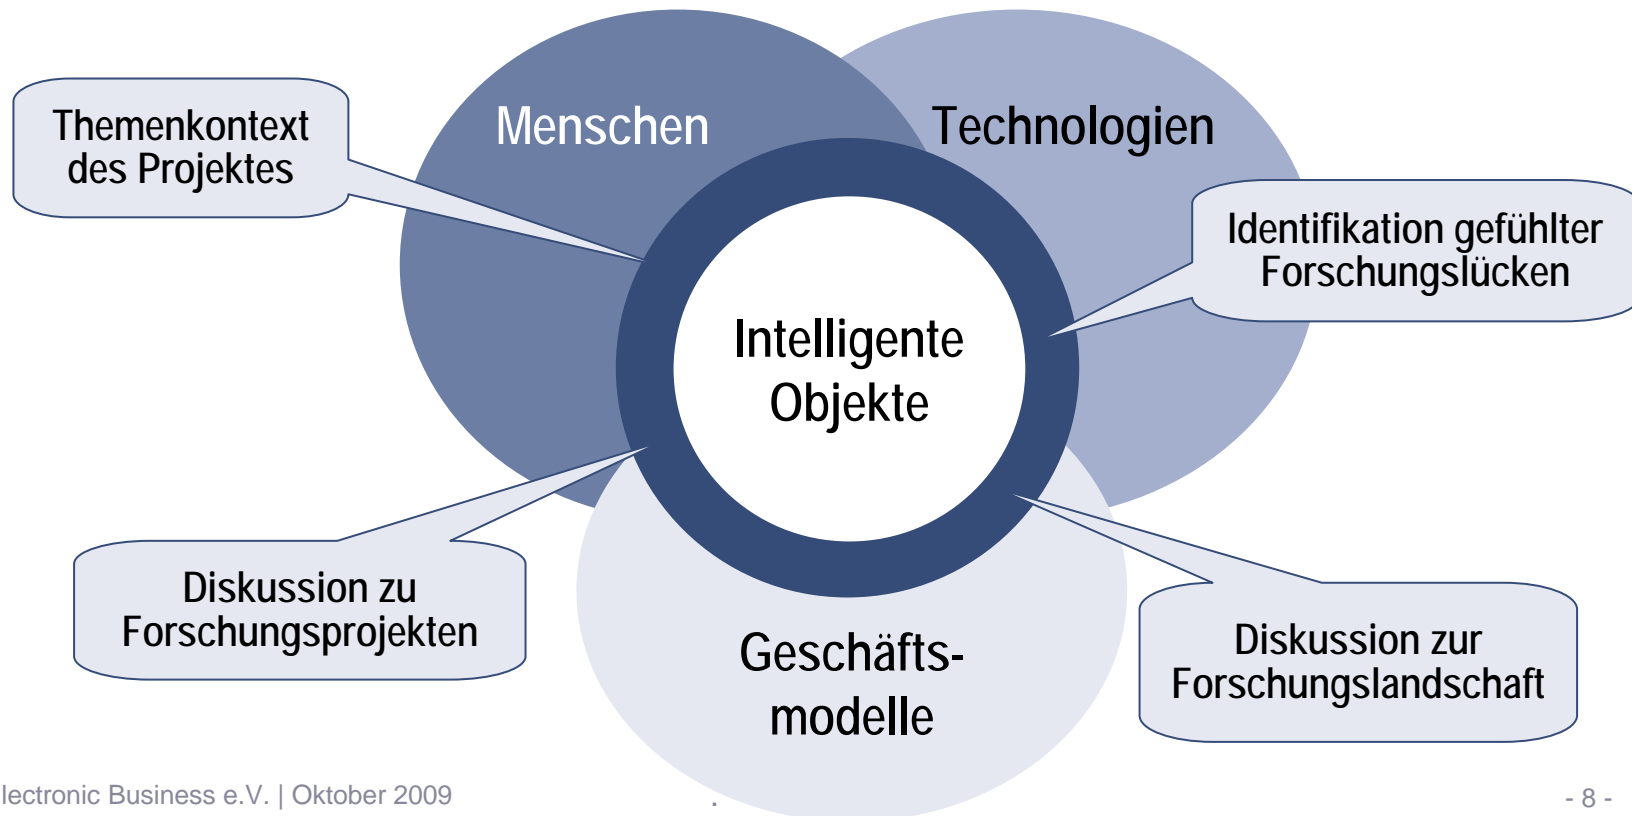 Menschen
Technologien
Themenkontext
des Projektes
Identifikation gefühlter
Forschungslücken
Intelligente
Objekte
Diskussion zu
Forschungsprojekten
Geschäfts-
modelle
Diskussion zur
Forschungslandschaft
lectronic Business e.V. | Oktober 2009
.
- 8 -